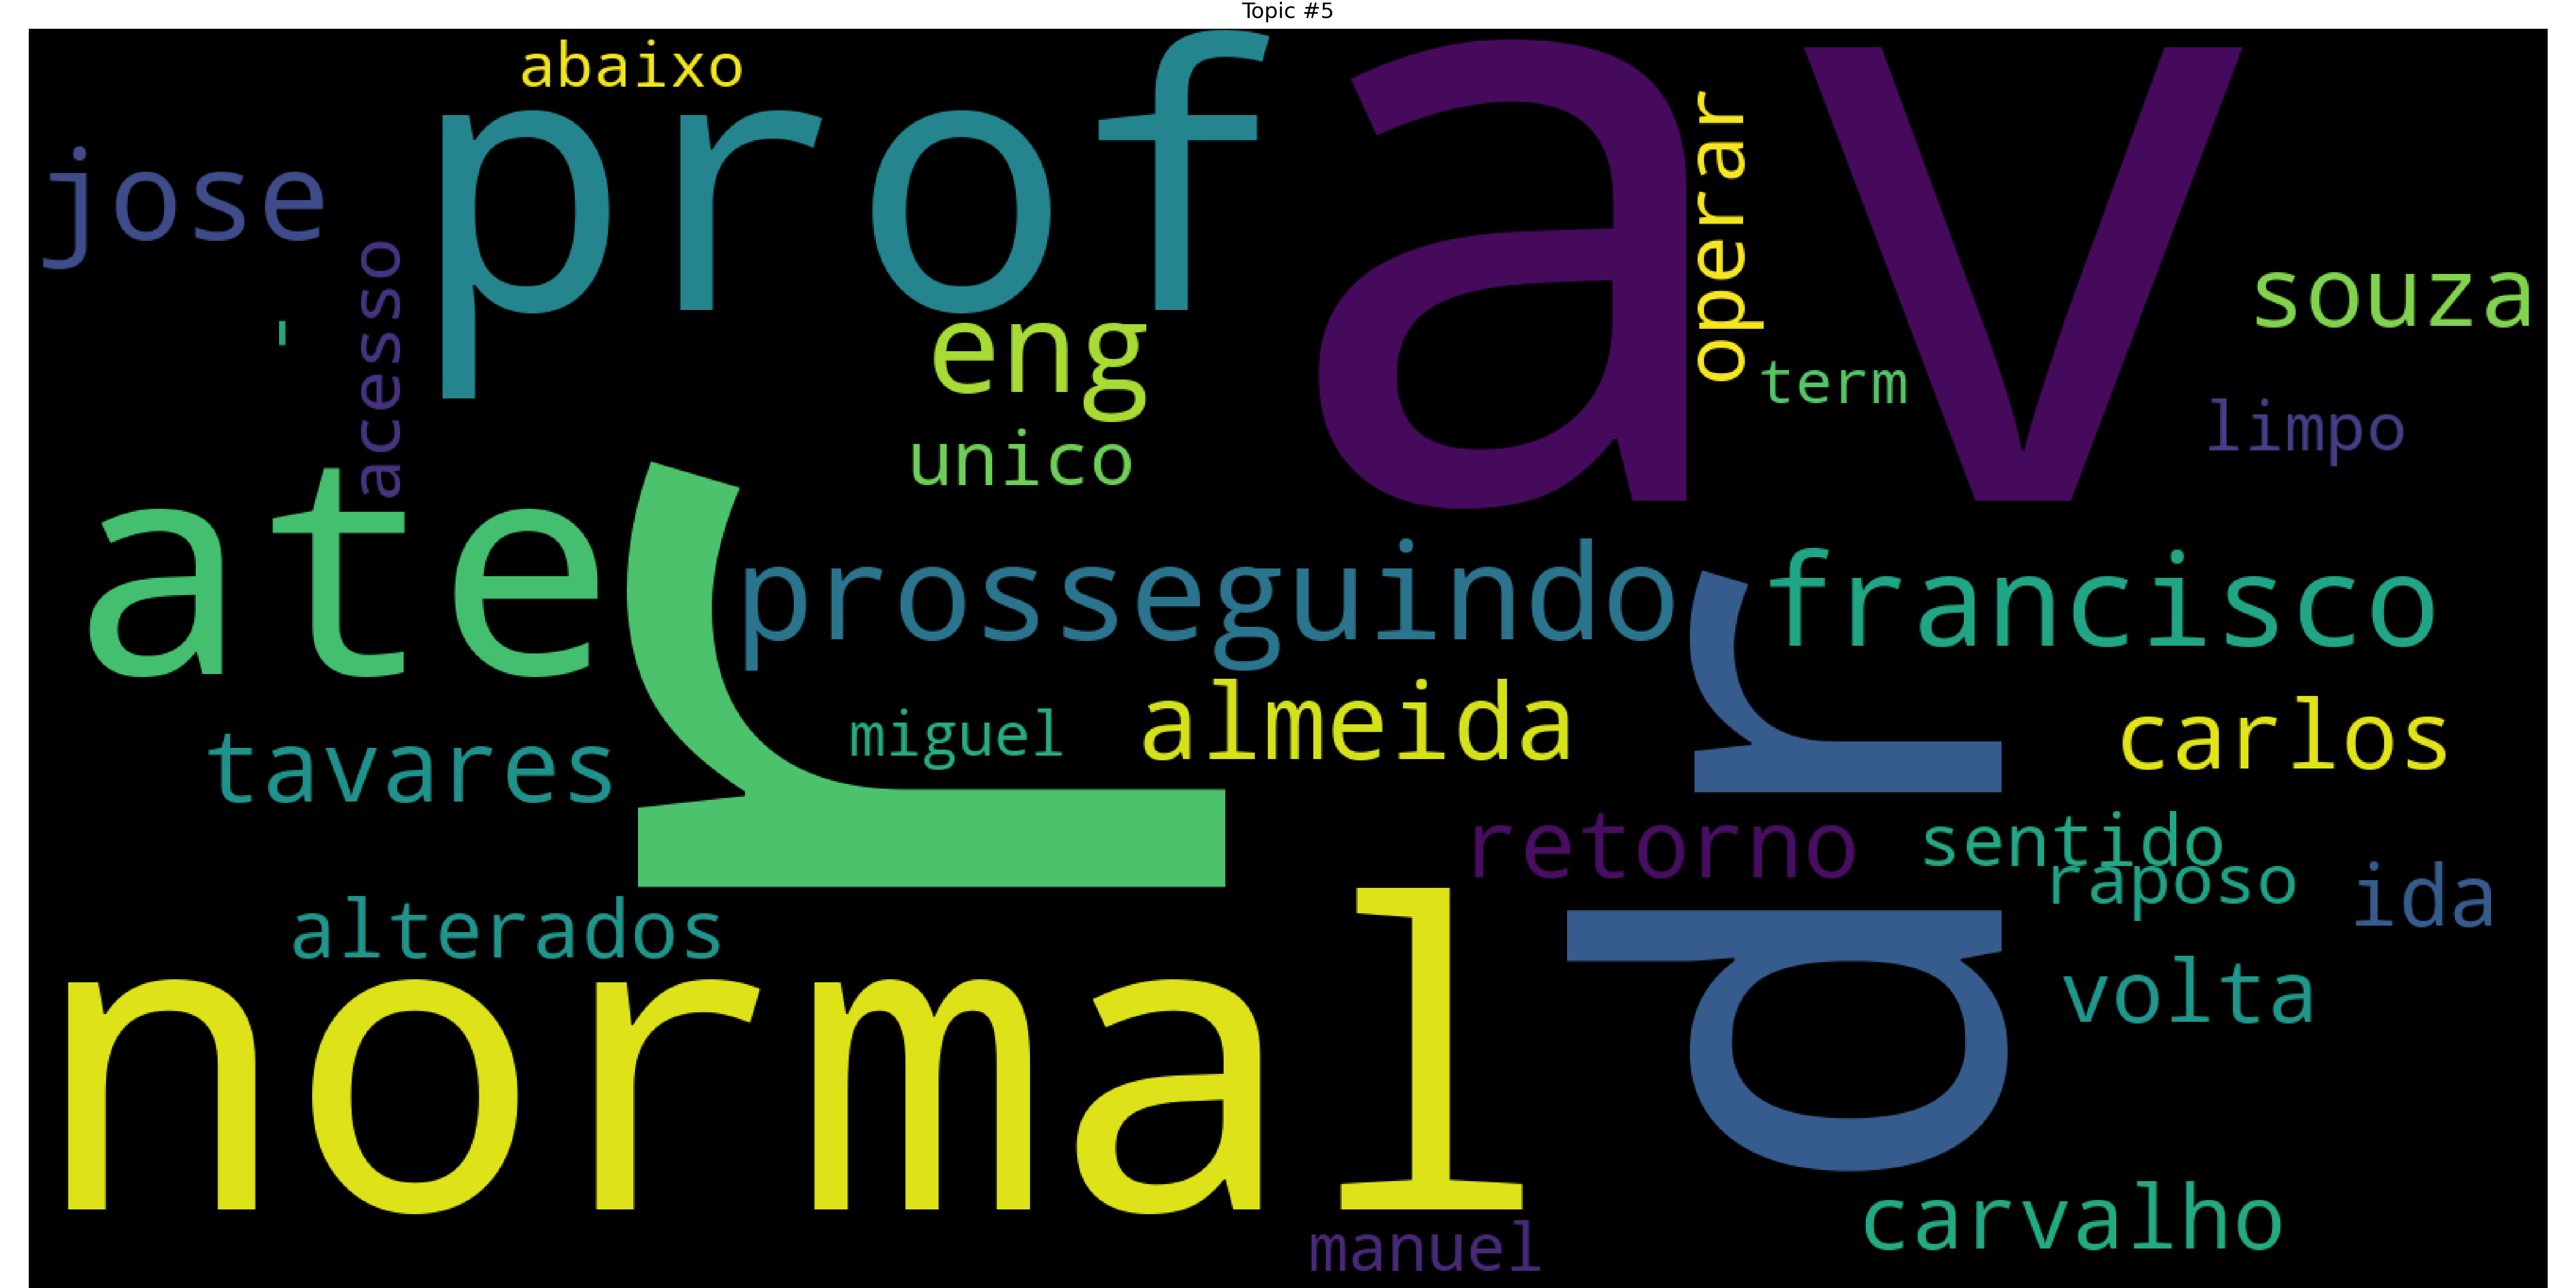 Topic #5
abaixo
prof
av
operar
jose
acesso
-
souza
eng
term
limpo
unico
ate
r
prosseguindo
francisco
dr
tavares
miguel
almeida
carlos
retorno
sentido
raposo
ida
alterados
volta
normal
carvalho
manuel